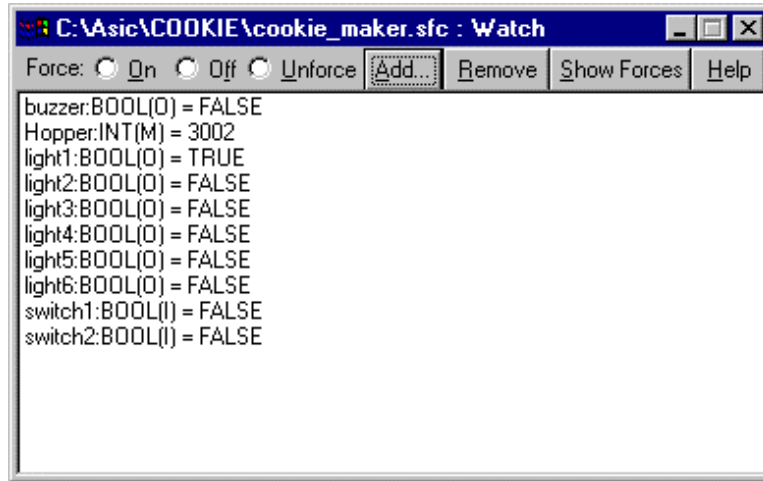 C:\Asic\COOKIE\cookie_maker.sfc : Watch
Force: On Off Unforce Add... Remove Show Forces Help
buzzer:BOOL(O) = FALSE
Hopper:INT(M) = 3002
light1:BOOL(O) = TRUE
light2:BOOL(O) = FALSE
light3:BOOL(O) = FALSE
light4:BOOL(O) = FALSE
light5:BOOL(O) = FALSE
light6:BOOL(O) = FALSE
switch1:BOOL(I) = FALSE
switch2:BOOL(I) = FALSE